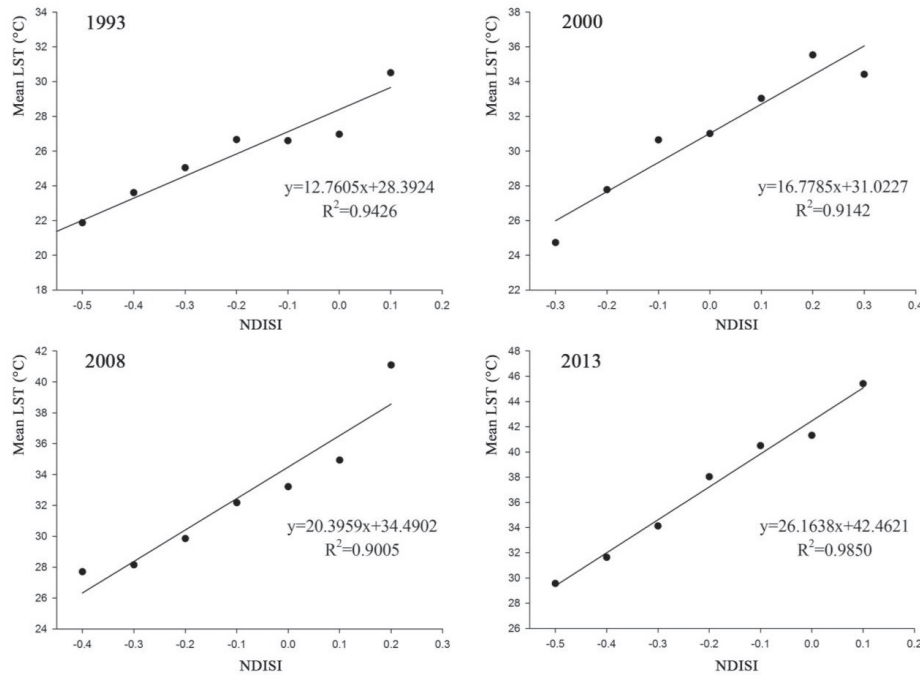 1993
Mean LST (°C)
34
32
30
28
26
24
22
20
18
y=12.7605x+28.3924
R²=0.9426
-0.5 -0.4 -0.3 -0.2 -0.1 0.0 0.1 0.2
NDISI
2000
Mean LST (°C)
38
36
34
32
30
28
26
24
22
y=16.7785x+31.0227
R²=0.9142
-0.3 -0.2 -0.1 0.0 0.1 0.2 0.3 0.4
NDISI
2008
Mean LST (°C)
42
40
38
36
34
32
30
28
26
24
y=20.3959x+34.4902
R²=0.9005
-0.4 -0.3 -0.2 -0.1 0.0 0.1 0.2 0.3
NDISI
2013
Mean LST (°C)
48
46
44
42
40
38
36
34
32
30
28
26
y=26.1638x+42.4621
R²=0.9850
-0.5 -0.4 -0.3 -0.2 -0.1 0.0 0.1 0.2
NDISI